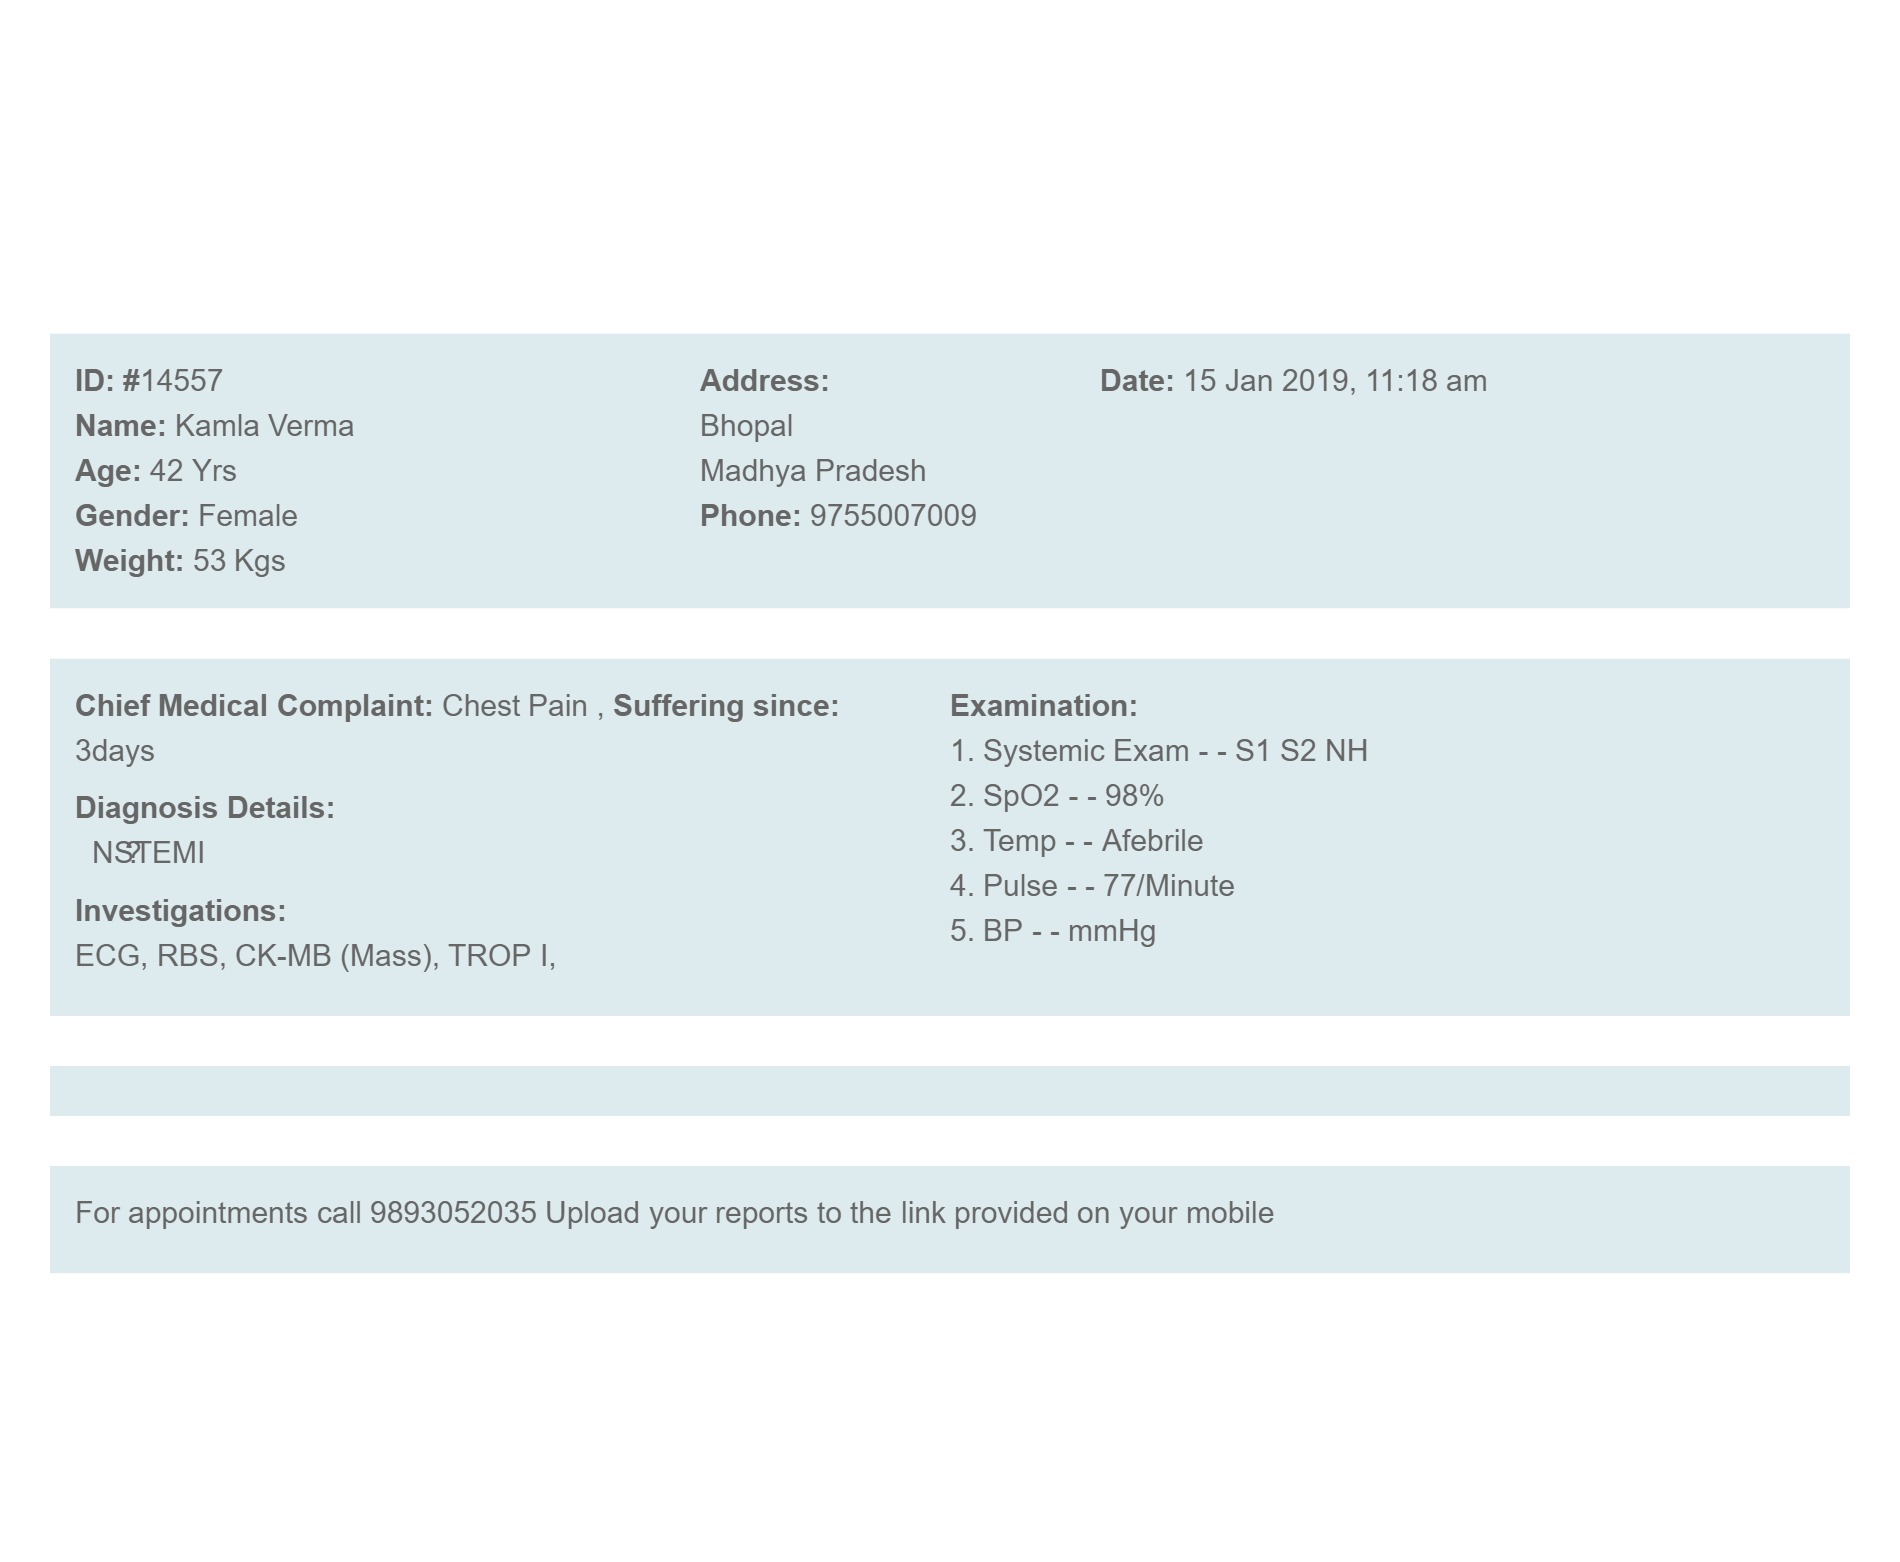 ID: #14557
Name: Kamla Verma
Age: 42 Yrs
Gender: Female
Weight: 53 Kgs
Address:
Bhopal
Madhya Pradesh
Phone: 9755007009
Date: 15 Jan 2019, 11:18 am
Chief Medical Complaint: Chest Pain , Suffering since:
3days
Diagnosis Details:
? NSTEMI
Investigations:
ECG, RBS, CK-MB (Mass), TROP I,
Examination:
1. Systemic Exam - - S1 S2 NH
2. SpO2 - - 98%
3. Temp - - Afebrile
4. Pulse - - 77/Minute
5. BP - - mmHg
For appointments call 9893052035 Upload your reports to the link provided on your mobile